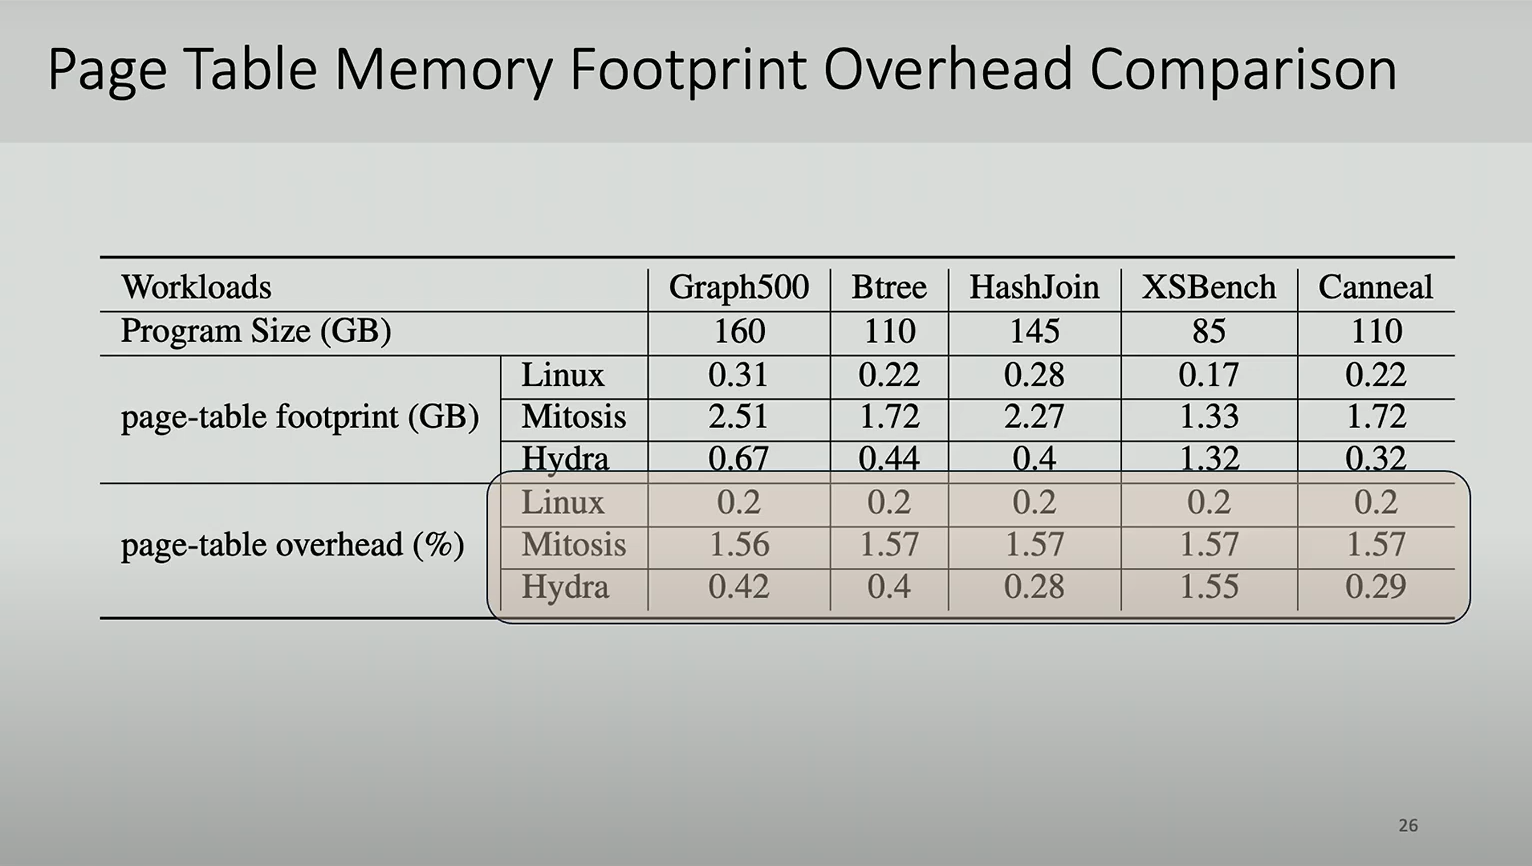 Page Table Memory Footprint Overhead Comparison
Workloads Graph500 Btree HashJoin XSBench Canneal
Program Size (GB) 160 110 145 85 110
Linux 0.31 0.22 0.28 0.17 0.22
page-table footprint (GB) Mitosis 2.51 1.72 2.27 1.33 1.72
Hydra 0.67 0.44 0.4 1.32 0.32
Linux 0.2 0.2 0.2 0.2 0.2
page-table overhead (%) Mitosis 1.56 1.57 1.57 1.57 1.57
Hydra 0.42 0.4 0.28 1.55 0.29
26